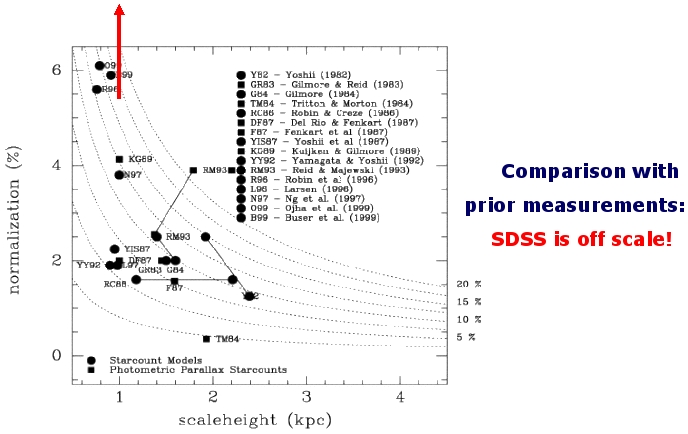 Y82 – Yoshii (1982)
GR83 – Gilmore & Reid (1983)
G84 – Gilmore (1984)
TM84 – Tritton & Morton (1984)
RC86 – Robin & Creze (1986)
DF87 – Del Rio & Fenkart (1987)
F87 – Fenkart et al (1987)
YIS87 – Yoshii et al (1987)
KG89 – Kuijken & Gilmore (1989)
YY92 – Yamagata & Yoshii (1992)
RM93 – Reid & Majewski (1993)
R96 – Robin et al (1996)
L96 – Larsen (1996)
N97 – Ng et al. (1997)
O99 – Ojha et al. (1999)
B99 – Buser et al. (1999)
R96
KG89
N97
RM93
RM93
YIS87
YY92
L97
DF87
GR83
G84
RC86
F87
TM84
20 %
15 %
10 %
5 %
Starcount Models
Photometric Parallax Starcounts
6
4
2
0
1
2
3
4
normalization (%)
scaleheight (kpc)
Comparison with
prior measurements:
SDSS is off scale!